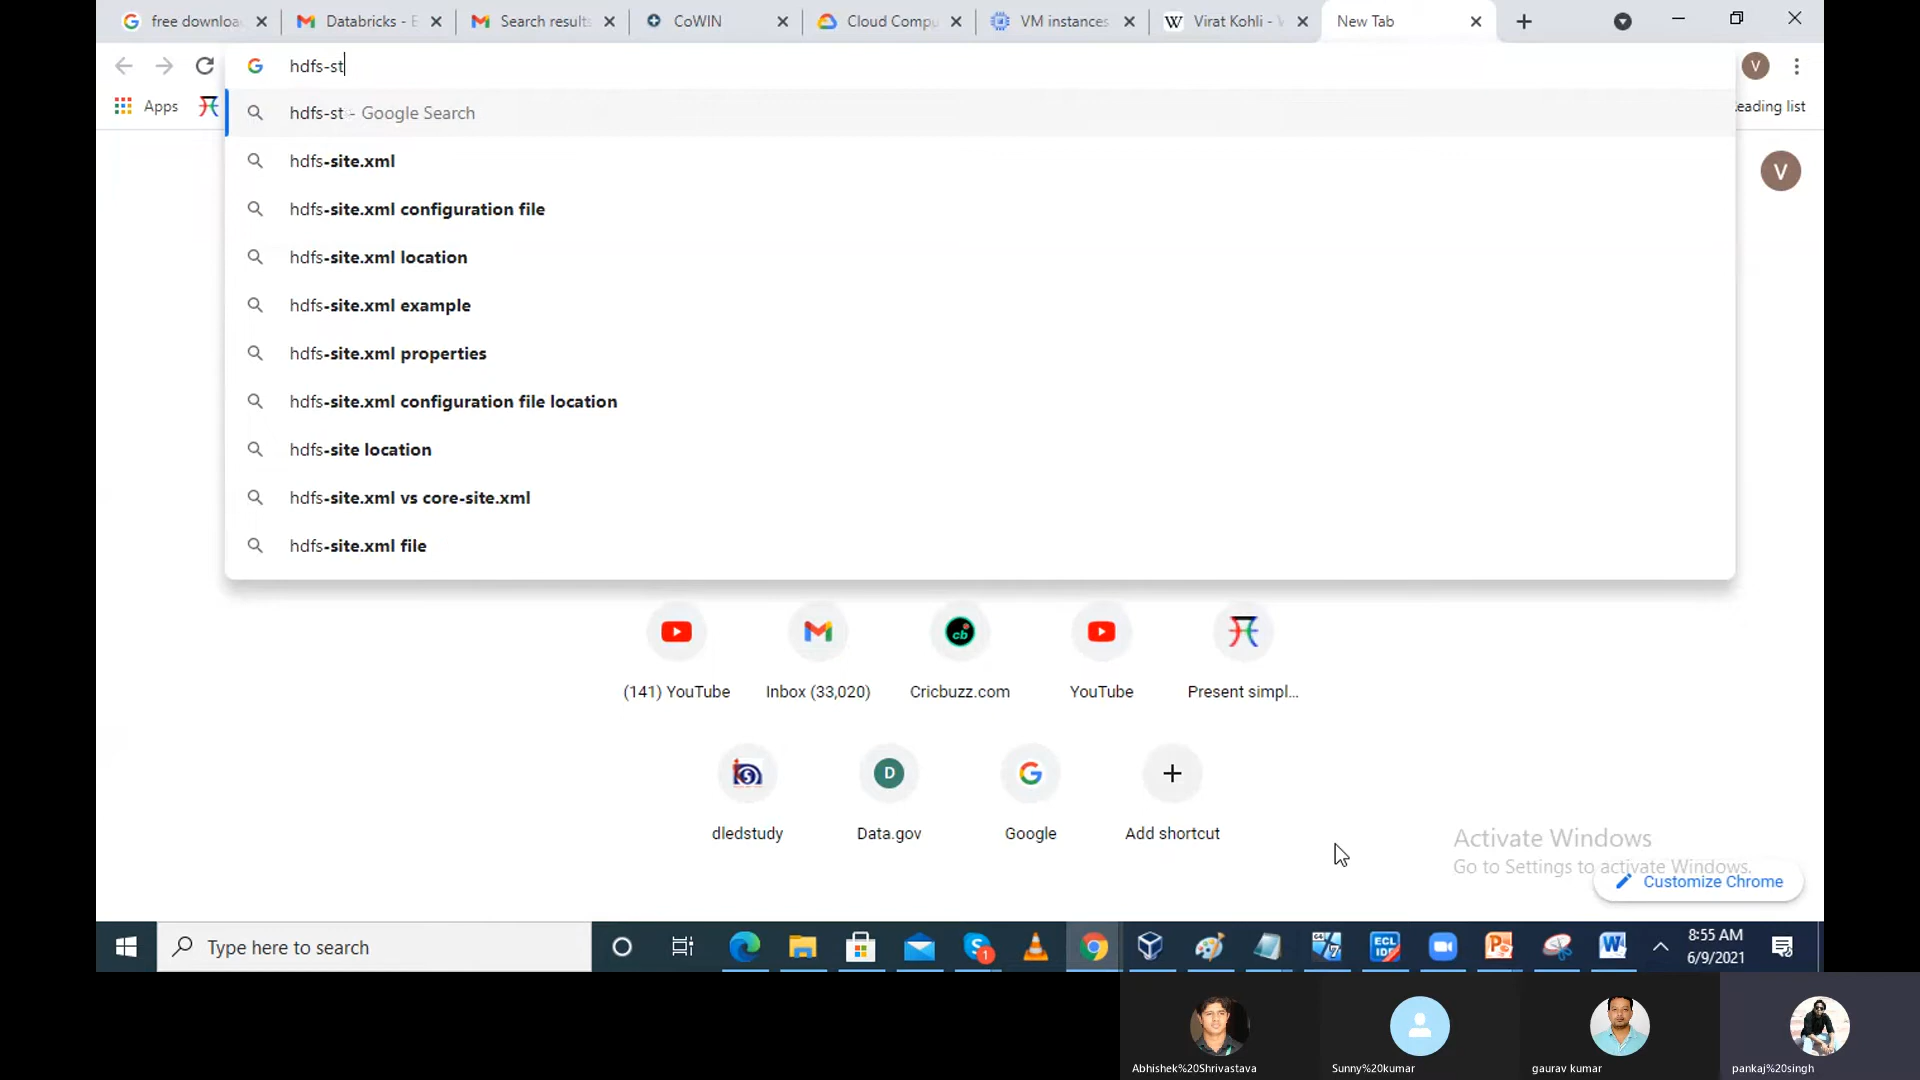 free downloa
Databricks - E
Search results
CoWIN
Cloud Compu
VM instances
Virat Kohli -
New Tab
hdfs-st
V
Apps
eading list
hdfs-st - Google Search
hdfs-site.xml
V
hdfs-site.xml configuration file
hdfs-site.xml location
hdfs-site.xml example
hdfs-site.xml properties
hdfs-site.xml configuration file location
hdfs-site location
hdfs-site.xml vs core-site.xml
hdfs-site.xml file
(141) YouTube
Inbox (33,020)
Cricbuzz.com
YouTube
Present simpl...
dledstudy
Data.gov
Google
Add shortcut
Activate Windows
Go to Settings to activate Windows.
Customize Chrome
Type here to search
8:55 AM
6/9/2021
Abhishek%20Shrivastava
Sunny%20kumar
gaurav kumar
pankaj%20singh